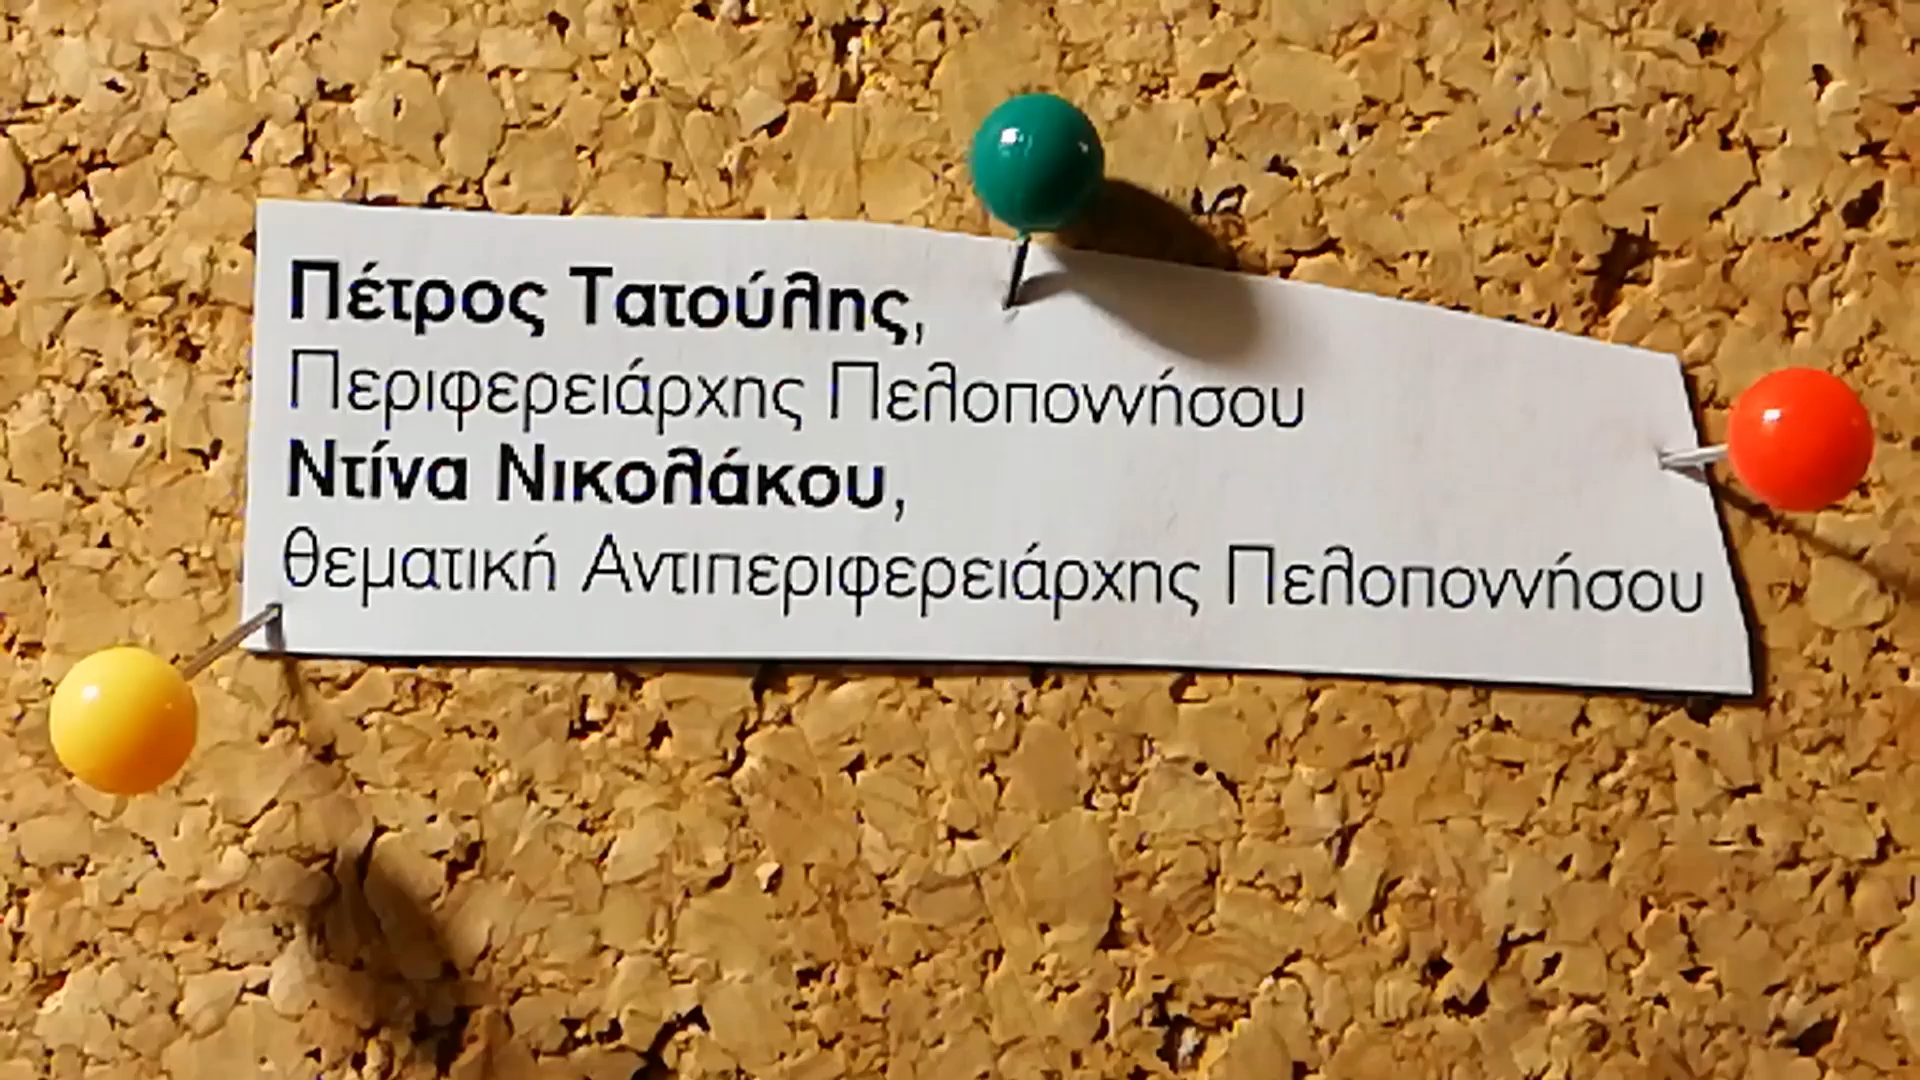 Πέτρος Τατούλης,
Περιφερειάρχης Πελοποννήσου
Ντίνα Νικολάκου,
θεματική Αντιπεριφερειάρχης Πελοποννήσου